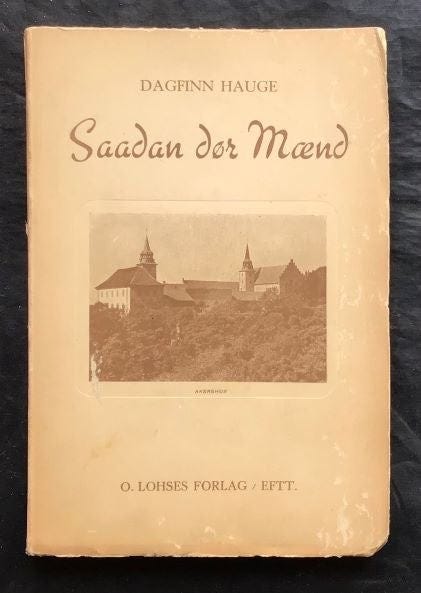 DAGFINN HAUGE
Saadan dør Mænd
AKERSHUS
O. LOHSES FORLAG / EFTT.